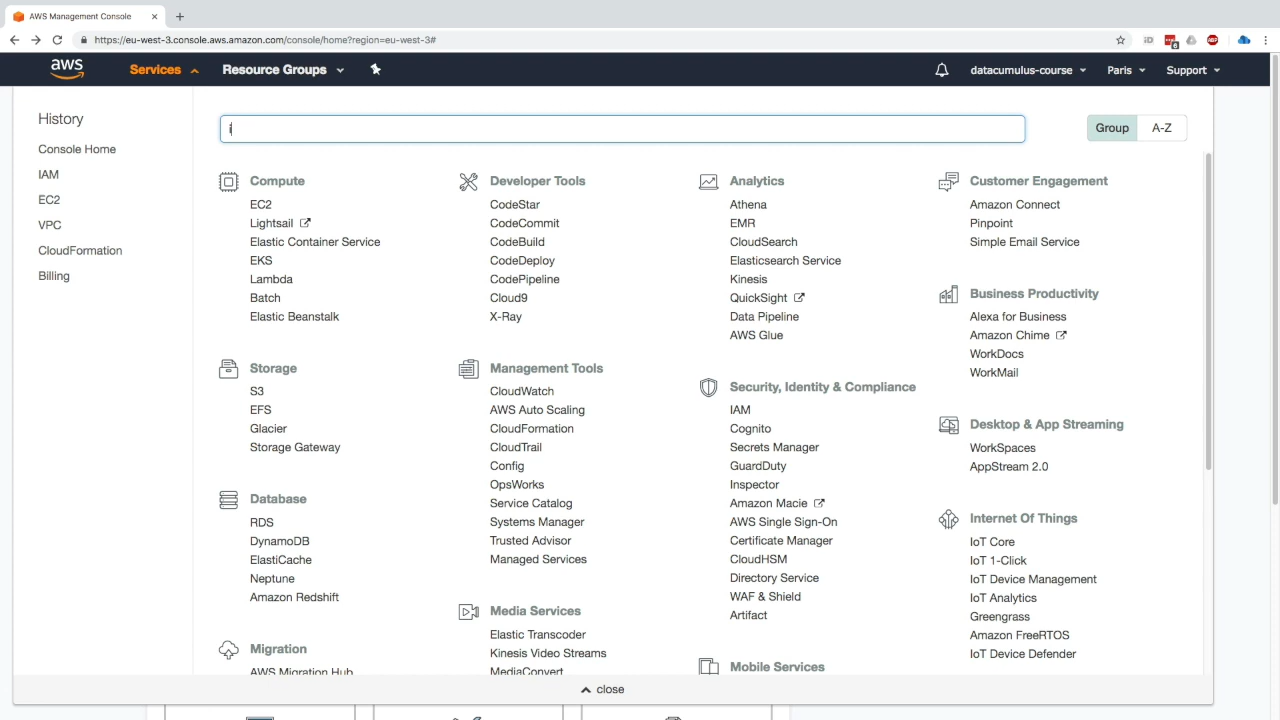 AWS Management Console
https://eu-west-3.console.aws.amazon.com/console/home?region=eu-west-3#
iD
6
ABP
aws
Services
Resource Groups
datacumulus-course
Paris
Support
History
Console Home
IAM
EC2
VPC
CloudFormation
Billing
i
Group
A-Z
Compute
EC2
Lightsail
Elastic Container Service
EKS
Lambda
Batch
Elastic Beanstalk
Storage
S3
EFS
Glacier
Storage Gateway
Database
RDS
DynamoDB
ElastiCache
Neptune
Amazon Redshift
Migration
AWS Migration Hub
Developer Tools
CodeStar
CodeCommit
CodeBuild
CodeDeploy
CodePipeline
Cloud9
X-Ray
Management Tools
CloudWatch
AWS Auto Scaling
CloudFormation
CloudTrail
Config
OpsWorks
Service Catalog
Systems Manager
Trusted Advisor
Managed Services
Media Services
Elastic Transcoder
Kinesis Video Streams
MediaConvert
Analytics
Athena
EMR
CloudSearch
Elasticsearch Service
Kinesis
QuickSight
Data Pipeline
AWS Glue
Security, Identity & Compliance
IAM
Cognito
Secrets Manager
GuardDuty
Inspector
Amazon Macie
AWS Single Sign-On
Certificate Manager
CloudHSM
Directory Service
WAF & Shield
Artifact
Mobile Services
Customer Engagement
Amazon Connect
Pinpoint
Simple Email Service
Business Productivity
Alexa for Business
Amazon Chime
WorkDocs
WorkMail
Desktop & App Streaming
WorkSpaces
AppStream 2.0
Internet Of Things
IoT Core
IoT 1-Click
IoT Device Management
IoT Analytics
Greengrass
Amazon FreeRTOS
IoT Device Defender
close